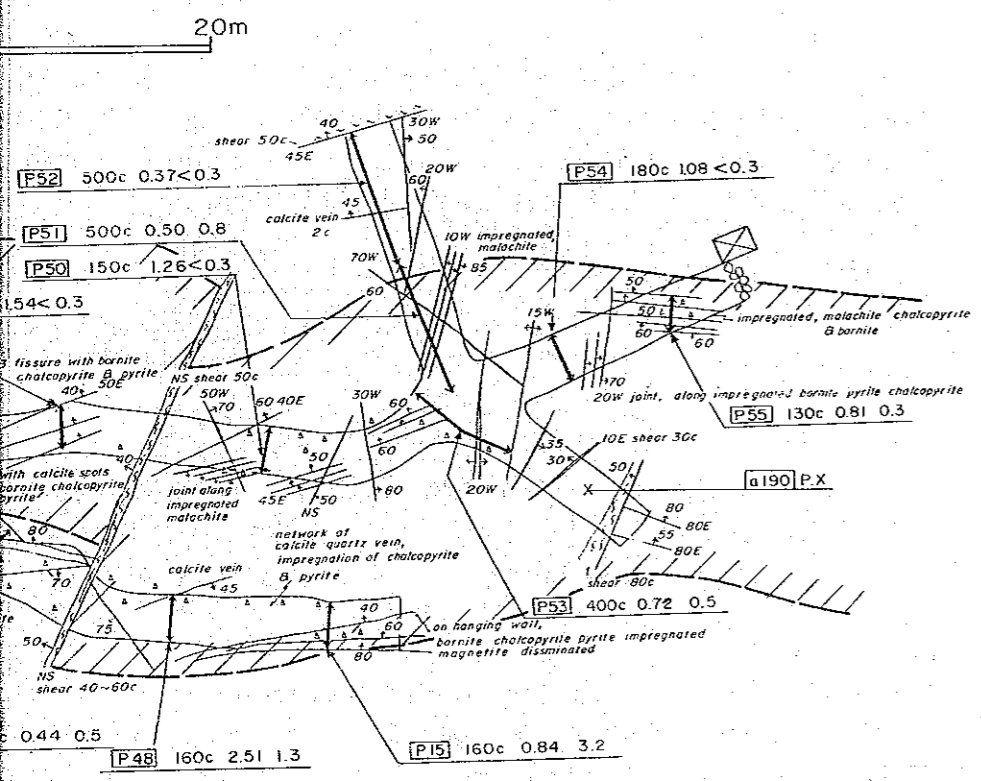 20m
40
30W
shear 50c
50
45E
20W
P52 500c 0.37<0.3
60
P54 180c 1.08 <0.3
45
calcite vein
2c
P51 500c 0.50 0.8
10W impregnated,
malachite
70W
85
P50 150c 1.26<0.3
60
50
1.54< 0.3
15W
50
impregnated, malachite chalcopyrite
& bornite
60
60
fissure with bornite
chalcopyrite & pyrite
NS shear 50c
40 50E
50W
70
60 40E
30W
60
70
20W joint, along impregnated bornite pyrite chalcopyrite
P55 130c 0.81 0.3
60
35
10E shear 30c
30
40
50
50
with calcite spots
bornite chalcopyrite
pyrite
joint along
impregnated
malachite
45E
50
NS
80
20W
a190 P.X
80
80E
55
80E
80
network of
calcite quartz vein,
impregnation of chalcopyrite
& pyrite
calcite vein
45
70
shear 80c
P53 400c 0.72 0.5
40
75
60
on hanging wall,
bornite chalcopyrite pyrite impregnated
magnetite dissminated
80
50
NS
shear 40~60c
c 0.44 0.5
P48 160c 2.51 1.3
P15 160c 0.84 3.2